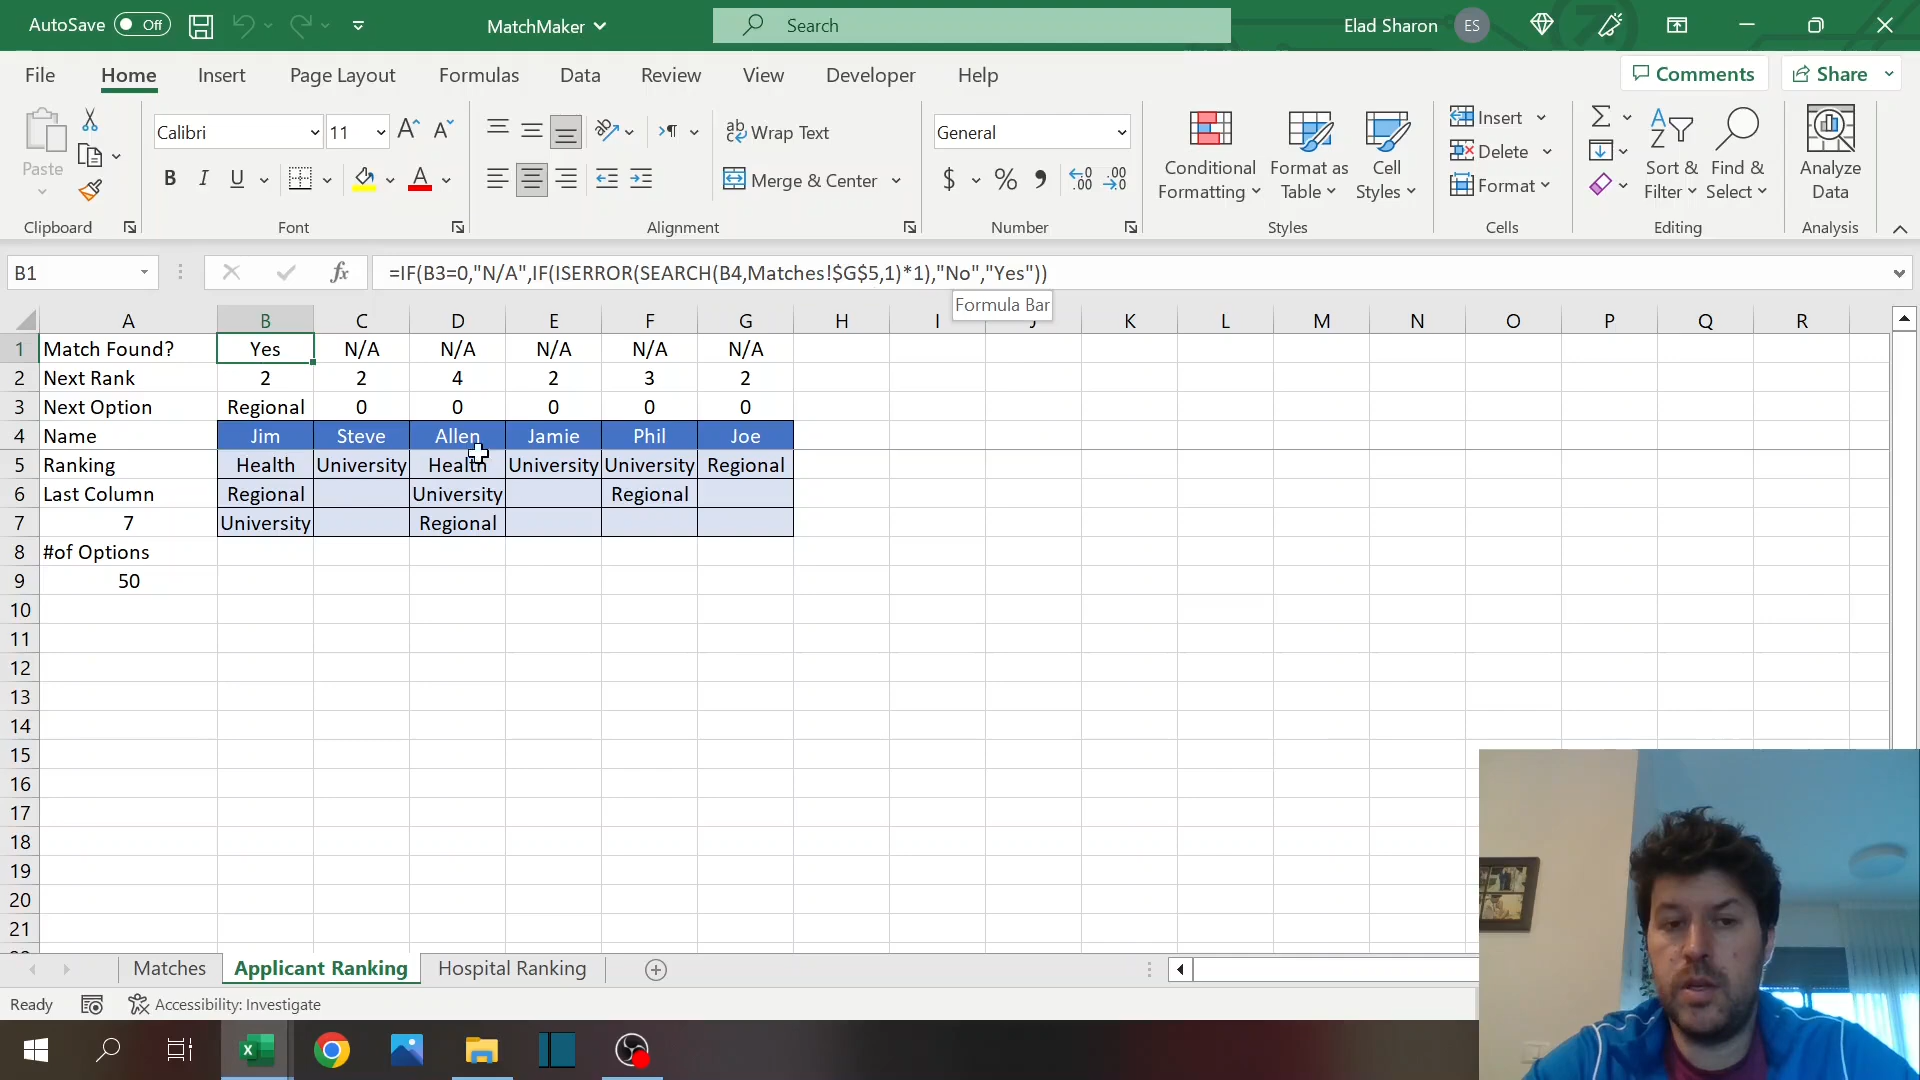 AutoSave Off MatchMaker Search Elad Sharon ES
File Home Insert Page Layout Formulas Data Review View Developer Help Comments Share
Paste Calibri 11 A A ab Wrap Text General Conditional Formatting Format as Table Cell Styles Insert Delete Format Sort & Filter Find & Select Analyze Data
B I U A Merge & Center $ % 9 .00 .00
Clipboard Font Alignment Number Styles Cells Editing Analysis
B1 fx =IF(B3=0,"N/A",IF(ISERROR(SEARCH(B4,Matches!$G$5,1)*1),"No","Yes"))
Formula Bar
A B C D E F G H I J K L M N O P Q R
1 Match Found? Yes N/A N/A N/A N/A N/A
2 Next Rank 2 2 4 2 3 2
3 Next Option Regional 0 0 0 0 0
4 Name Jim Steve Allen Jamie Phil Joe
5 Ranking Health University Health University University Regional
6 Last Column Regional University Regional
7 7 University Regional
8 #of Options
9 50
10
11
12
13
14
15
16
17
18
19
20
21
Matches Applicant Ranking Hospital Ranking
Ready Accessibility: Investigate